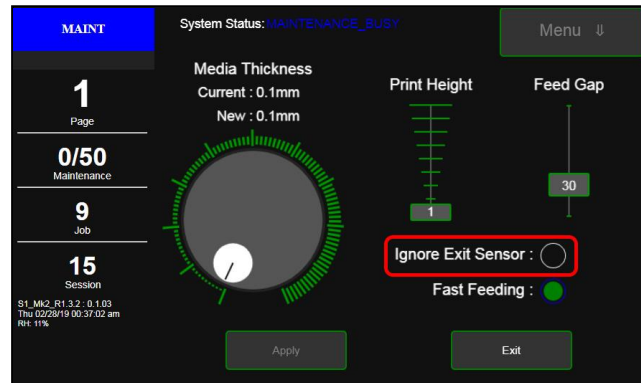 MAINT
System Status: MAINTENANCE_BUSY
Menu ⇓
1
Page
0/50
Maintenance
9
Job
15
Session
S1_Mk2_R1.3.2 : 0.1.03
Thu 02/28/19 00:37:02 am
RH: 11%
Media Thickness
Current : 0.1mm
New : 0.1mm
Print Height
1
Feed Gap
30
Ignore Exit Sensor :
Fast Feeding :
Apply
Exit